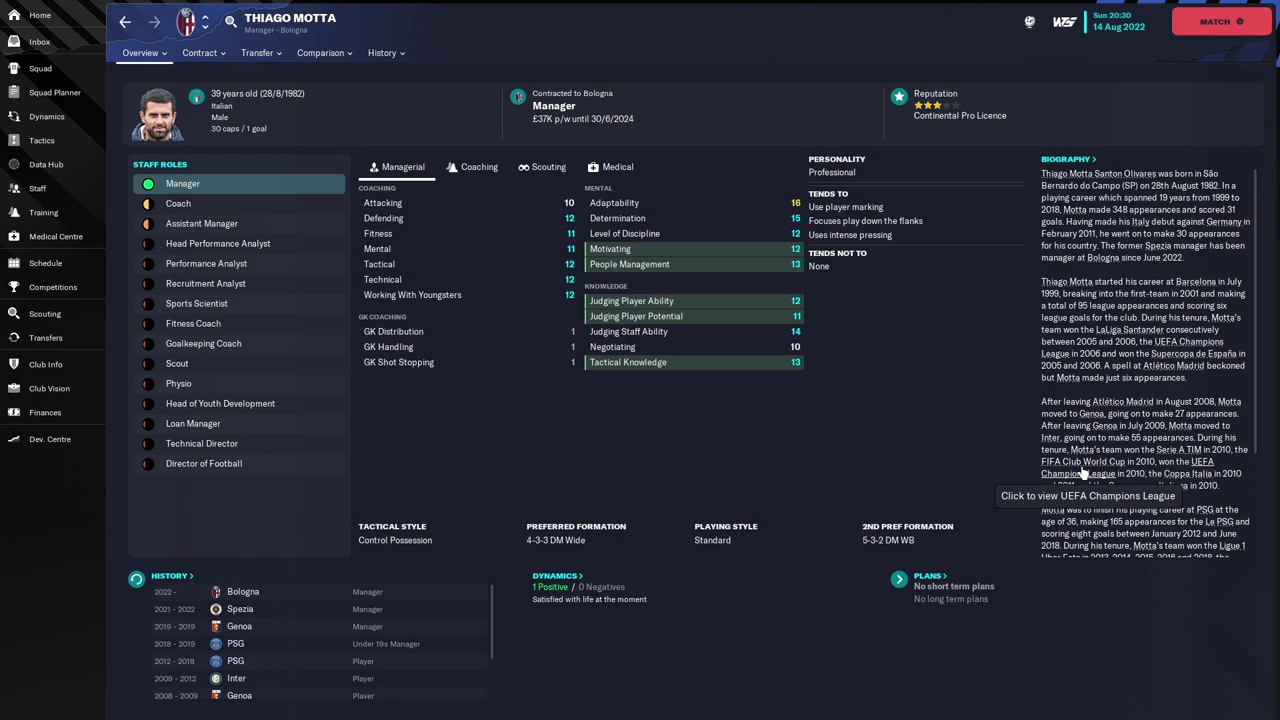 Home
Inbox
Squad
Squad Planner
Dynamics
Tactics
Data Hub
Staff
Training
Medical Centre
Schedule
Competitions
Scouting
Transfers
Club Info
Club Vision
Finances
Dev. Centre
THIAGO MOTTA
Manager - Bologna
Sun 20:30
14 Aug 2022
MATCH
Overview
Contract
Transfer
Comparison
History
39 years old (28/8/1982)
Italian
Male
30 caps / 1 goal
Contracted to Bologna
Manager
£37K p/w until 30/6/2024
Reputation
Continental Pro Licence
STAFF ROLES
Manager
Coach
Assistant Manager
Head Performance Analyst
Performance Analyst
Recruitment Analyst
Sports Scientist
Fitness Coach
Goalkeeping Coach
Scout
Physio
Head of Youth Development
Loan Manager
Technical Director
Director of Football
Managerial
Coaching
Scouting
Medical
COACHING
Attacking 10
Defending 12
Fitness 11
Mental 11
Tactical 12
Technical 12
Working With Youngsters 12
GK COACHING
GK Distribution 1
GK Handling 1
GK Shot Stopping 1
MENTAL
Adaptability 16
Determination 15
Level of Discipline 12
Motivating 12
People Management 13
KNOWLEDGE
Judging Player Ability 12
Judging Player Potential 11
Judging Staff Ability 14
Negotiating 10
Tactical Knowledge 13
PERSONALITY
Professional
TENDS TO
Use player marking
Focuses play down the flanks
Uses intense pressing
TENDS NOT TO
None
BIOGRAPHY >
Thiago Motta Santon Olivares was born in São
Bernardo do Campo (SP) on 28th August 1982. In a
playing career which spanned 19 years from 1999 to
2018, Motta made 348 appearances and scored 31
goals. Having made his Italy debut against Germany in
February 2011, he went on to make 30 appearances
for his country. The former Spezia manager has been
manager at Bologna since June 2022.
Thiago Motta started his career at Barcelona in July
1999, breaking into the first-team in 2001 and making
a total of 95 league appearances and scoring six
league goals for the club. During his tenure, Motta's
team won the LaLiga Santander consecutively
between 2005 and 2006, the UEFA Champions
League in 2006 and won the Supercopa de España in
2005 and 2006. A spell at Atlético Madrid beckoned
but Motta made just six appearances.
After leaving Atlético Madrid in August 2008, Motta
moved to Genoa, going on to make 27 appearances.
After leaving Genoa in July 2009, Motta moved to
Inter, going on to make 55 appearances. During his
tenure, Motta's team won the Serie A TIM in 2010, the
FIFA Club World Cup in 2010, won the UEFA
Champions League in 2010, the Coppa Italia in 2010
in 2010.
Click to view UEFA Champions League
Motta was to finish his playing career at PSG at the
age of 36, making 165 appearances for the Le PSG and
scoring eight goals between January 2012 and June
2018. During his tenure, Motta's team won the Ligue 1
Uber Eats in 2013, 2014, 2015, 2016 and 2018, the
TACTICAL STYLE
Control Possession
PREFERRED FORMATION
4-3-3 DM Wide
PLAYING STYLE
Standard
2ND PREF FORMATION
5-3-2 DM WB
HISTORY >
2022 - Bologna Manager
2021 - 2022 Spezia Manager
2019 - 2019 Genoa Manager
2018 - 2019 PSG Under 19s Manager
2012 - 2018 PSG Player
2009 - 2012 Inter Player
2008 - 2009 Genoa Player
DYNAMICS >
1 Positive / 0 Negatives
Satisfied with life at the moment
PLANS >
No short term plans
No long term plans